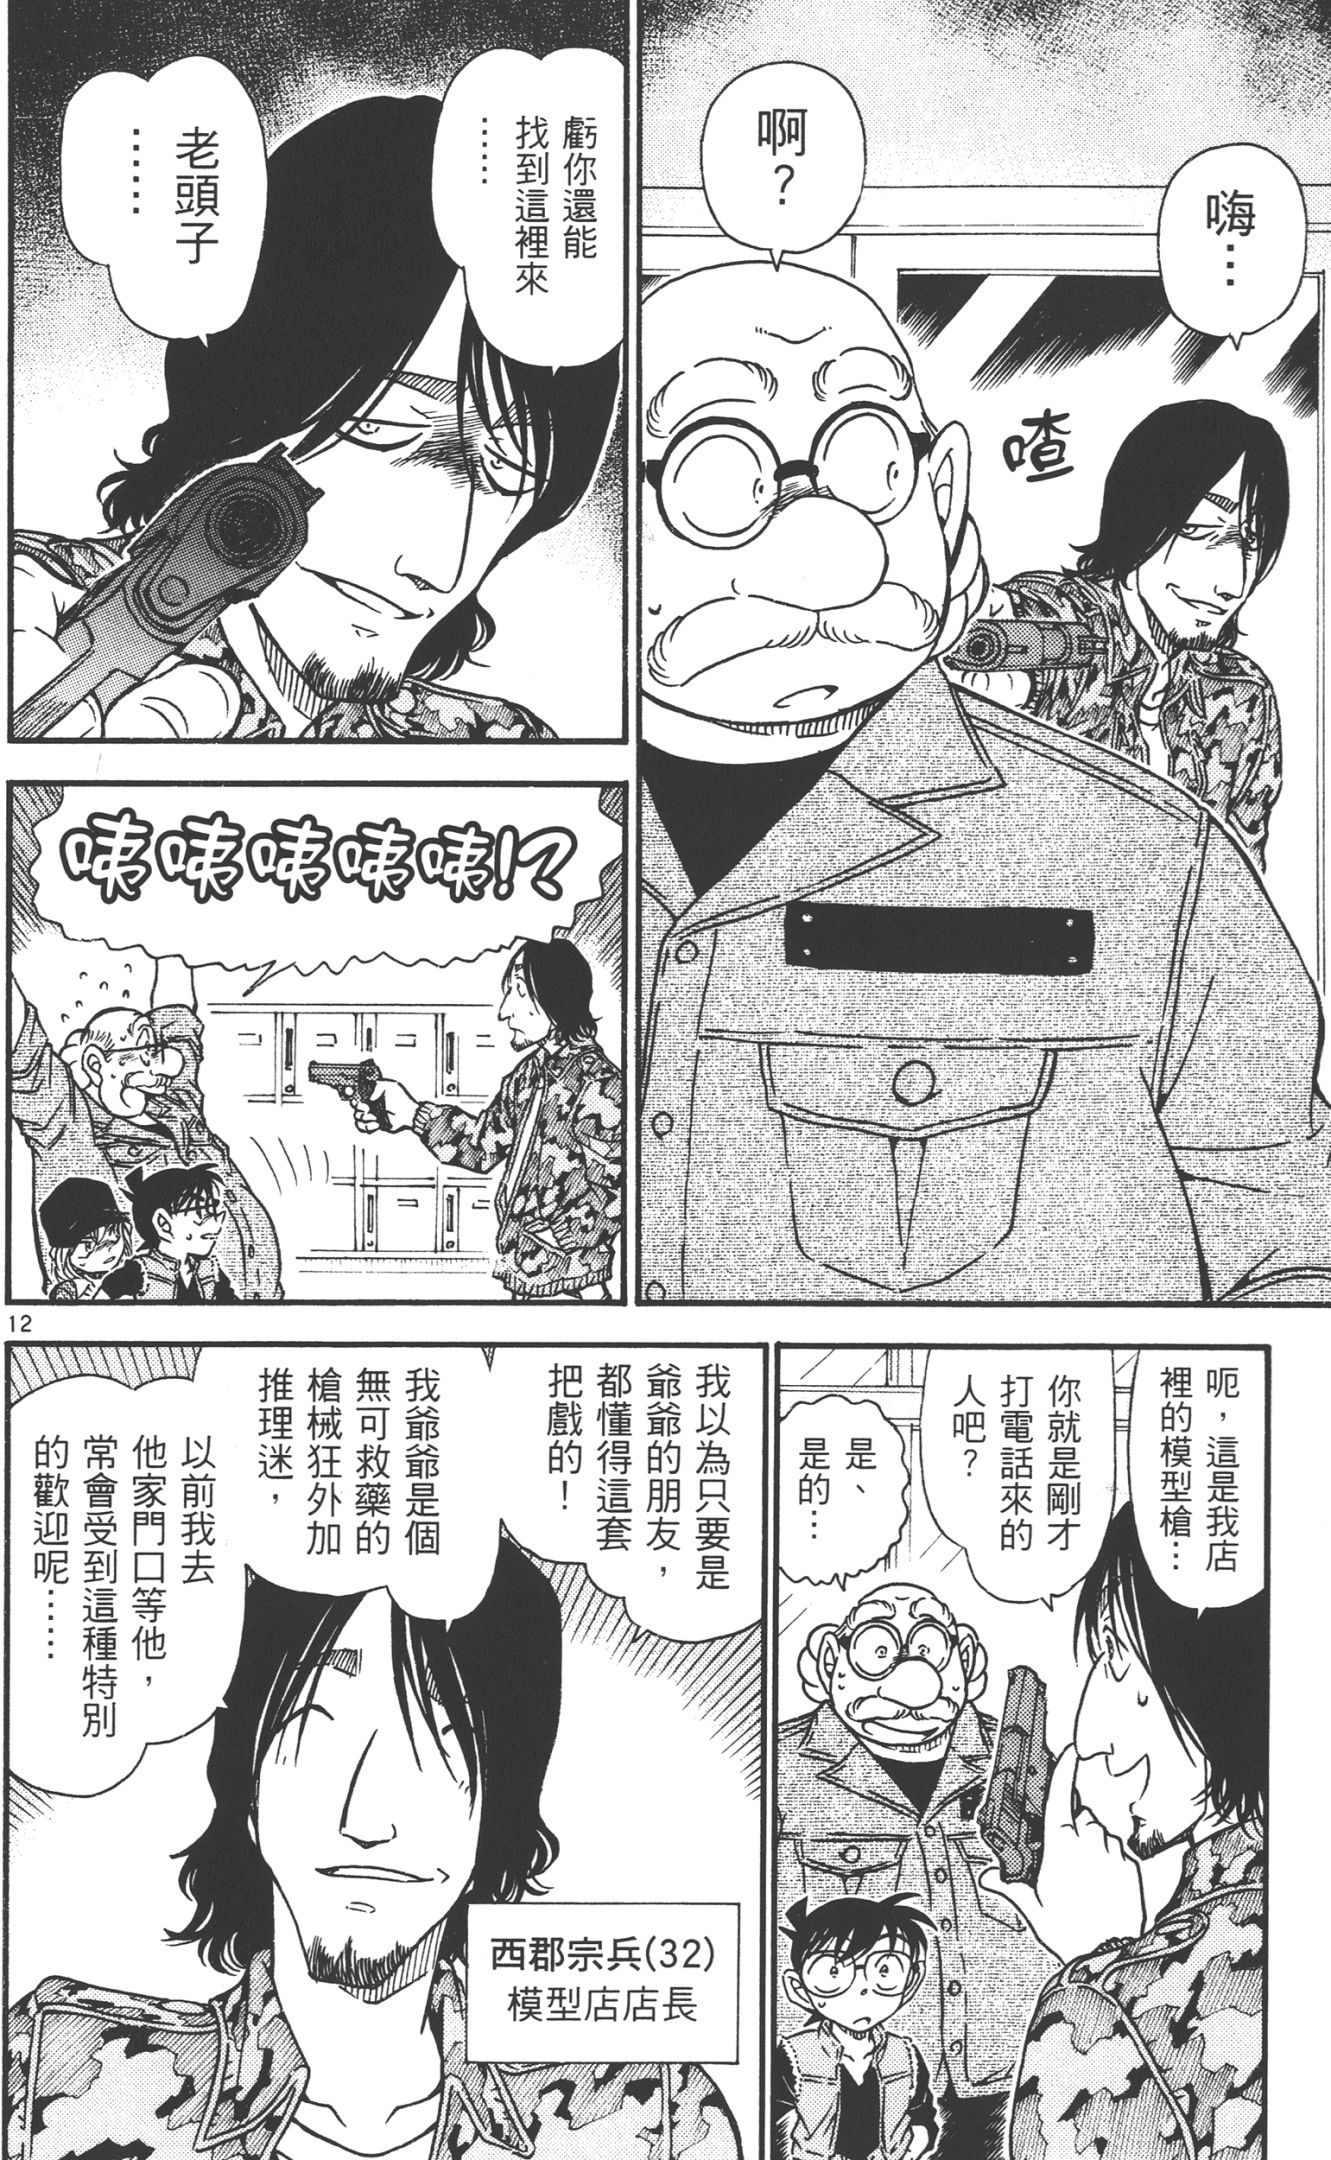 嗨…
喳
啊？
虧你還能
找到這裡來
……
老頭子
……
咦咦咦咦咦!?
12
呃，這是我店
裡的模型槍…
你就是剛才
打電話來的
人吧？
是、
是的…
我以為只要是
爺爺的朋友，
都懂得這套
把戲的！
我爺爺是個
無可救藥的
槍械狂外加
推理迷，
以前我去
他家門口等他，
常會受到這種特別
的歡迎呢……
西郡宗兵(32)
模型店店長